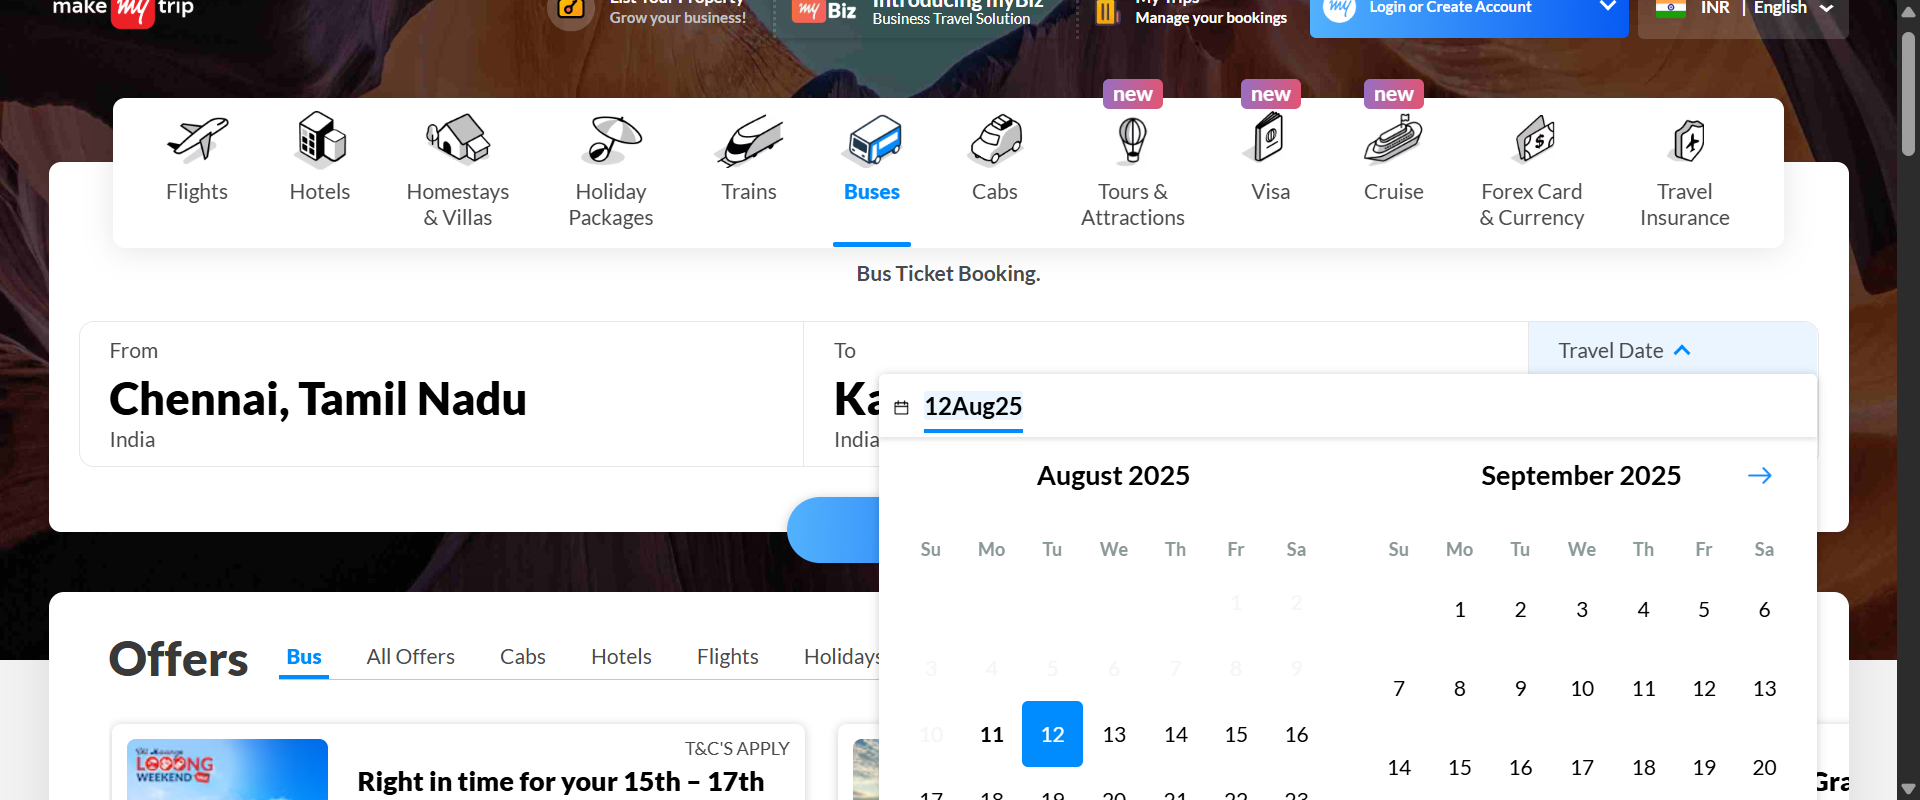 make my trip
List Your Property
Grow your business!
my Biz
Introducing myBiz
Business Travel Solution
My Trips
Manage your bookings
my
Login or Create Account
INR | English
new
new
new
Flights
Hotels
Homestays
& Villas
Holiday
Packages
Trains
Buses
Cabs
Tours &
Attractions
Visa
Cruise
Forex Card
& Currency
Travel
Insurance
Bus Ticket Booking.
From
Chennai, Tamil Nadu
India
To
Ka
India
Travel Date
12Aug25
August 2025
Su Mo Tu We Th Fr Sa
1 2
3 4 5 6 7 8 9
10 11 12 13 14 15 16
17 18 19 20 21 22 23
September 2025
Su Mo Tu We Th Fr Sa
1 2 3 4 5 6
7 8 9 10 11 12 13
14 15 16 17 18 19 20
Offers
Bus
All Offers
Cabs
Hotels
Flights
Holidays
LOOONG
WEEKEND
T&C'S APPLY
Right in time for your 15th – 17th
Gra